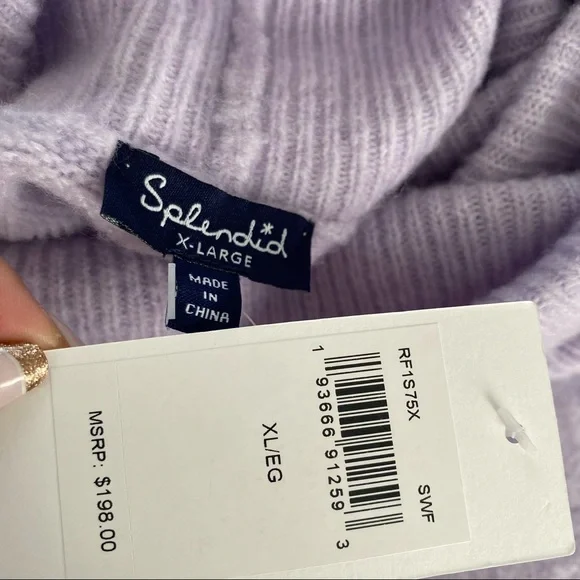 Splendid
X-LARGE
MADE
IN
CHINA
RF1S75X
SWF
1 93666 91259 3
XL/EG
MSRP: $198.00